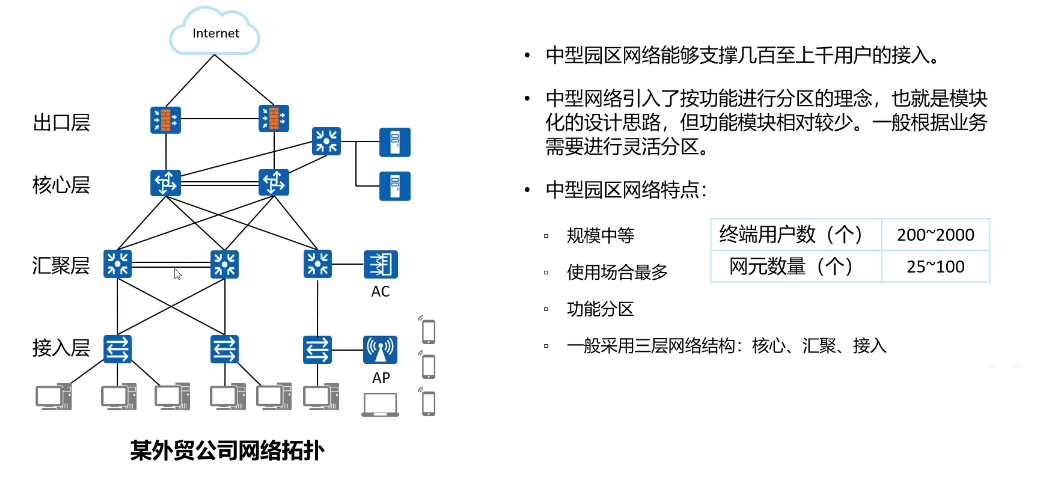 Internet
出口层
核心层
汇聚层
AC
接入层
AP
某外贸公司网络拓扑
• 中型园区网络能够支撑几百至上千用户的接入。
• 中型网络引入了按功能进行分区的理念，也就是模块
化的设计思路，但功能模块相对较少。一般根据业务
需要进行灵活分区。
• 中型园区网络特点：
▫ 规模中等
▫ 使用场合最多
▫ 功能分区
▫ 一般采用三层网络结构：核心、汇聚、接入
终端用户数（个） 200~2000
网元数量（个） 25~100